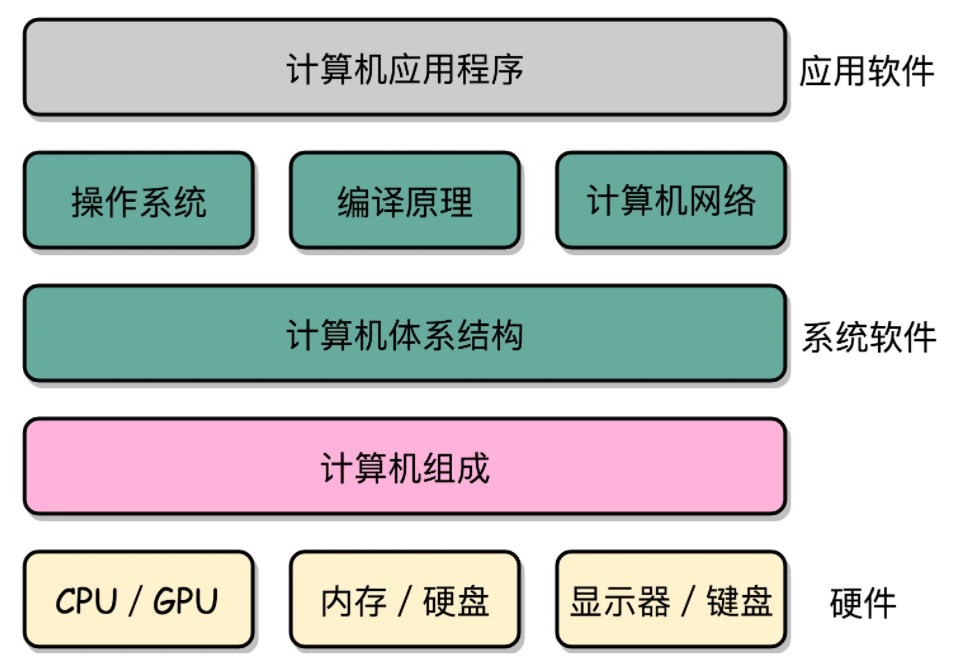 计算机应用程序
应用软件
操作系统
编译原理
计算机网络
计算机体系结构
系统软件
计算机组成
CPU / GPU
内存 / 硬盘
显示器 / 键盘
硬件